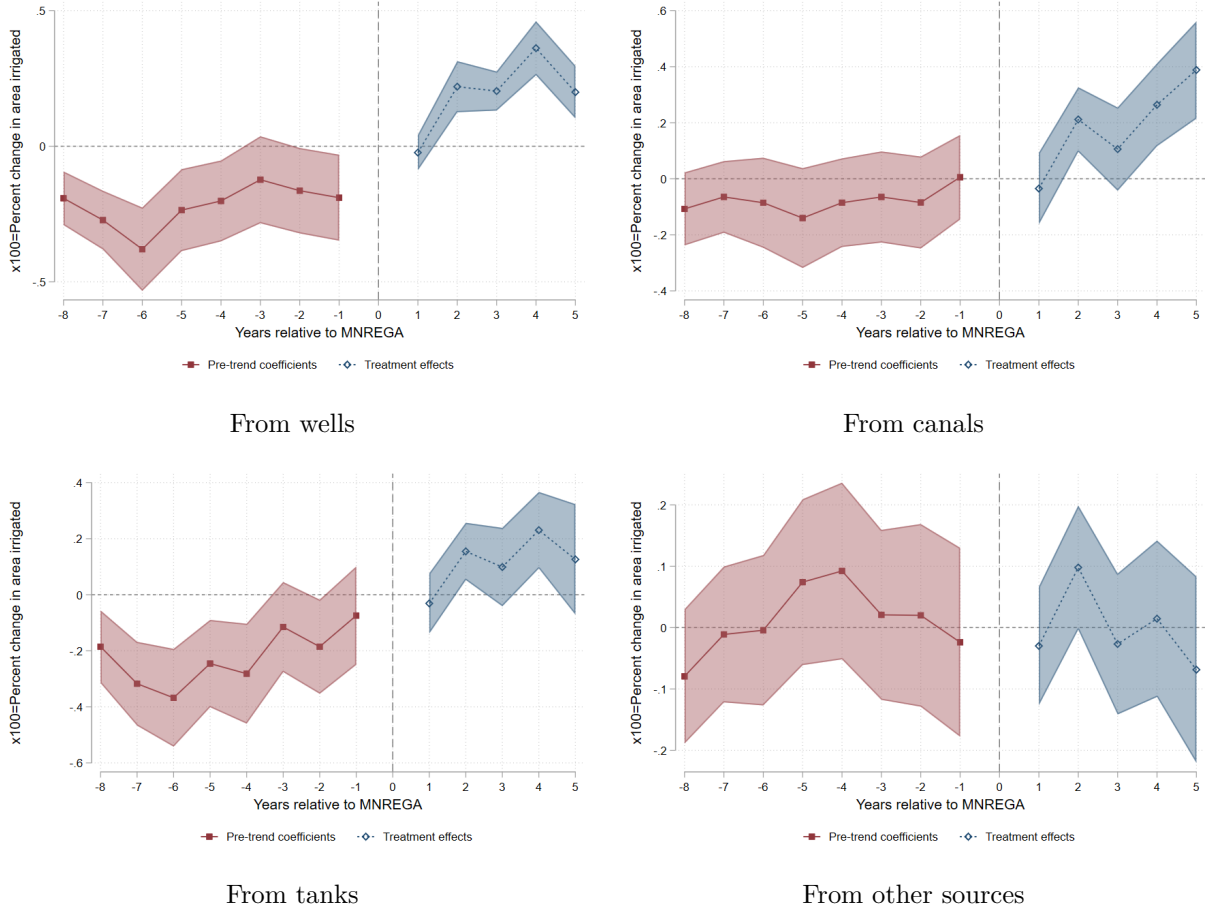 x100=Percent change in area irrigated
.5
0
-.5
-8 -7 -6 -5 -4 -3 -2 -1 0 1 2 3 4 5
Years relative to MNREGA
Pre-trend coefficients Treatment effects
From wells
x100=Percent change in area irrigated
.6
.4
.2
0
-.2
-.4
-8 -7 -6 -5 -4 -3 -2 -1 0 1 2 3 4 5
Years relative to MNREGA
Pre-trend coefficients Treatment effects
From canals
x100=Percent change in area irrigated
.4
.2
0
-.2
-.4
-.6
-8 -7 -6 -5 -4 -3 -2 -1 0 1 2 3 4 5
Years relative to MNREGA
Pre-trend coefficients Treatment effects
From tanks
x100=Percent change in area irrigated
.2
.1
0
-.1
-.2
-8 -7 -6 -5 -4 -3 -2 -1 0 1 2 3 4 5
Years relative to MNREGA
Pre-trend coefficients Treatment effects
From other sources